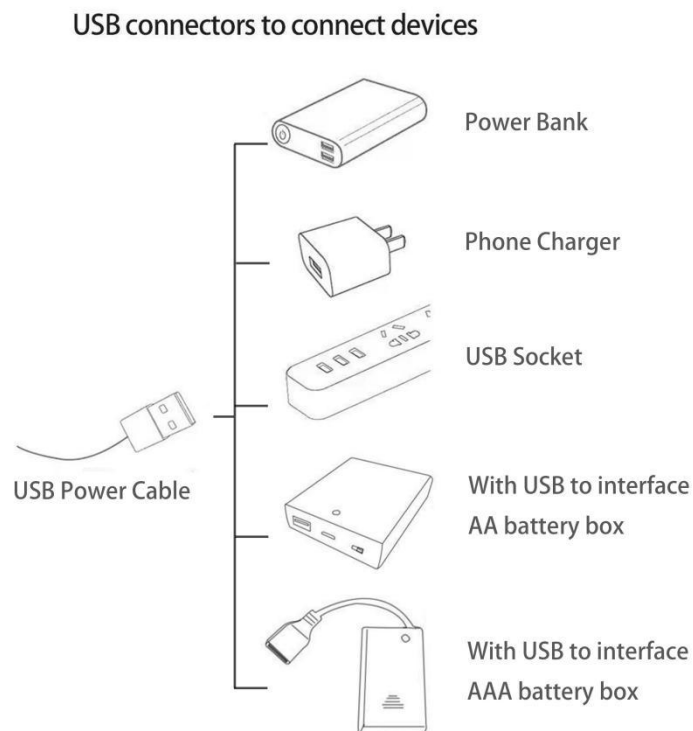 USB connectors to connect devices
Power Bank
Phone Charger
USB Socket
USB Power Cable
With USB to interface
AA battery box
With USB to interface
AAA battery box